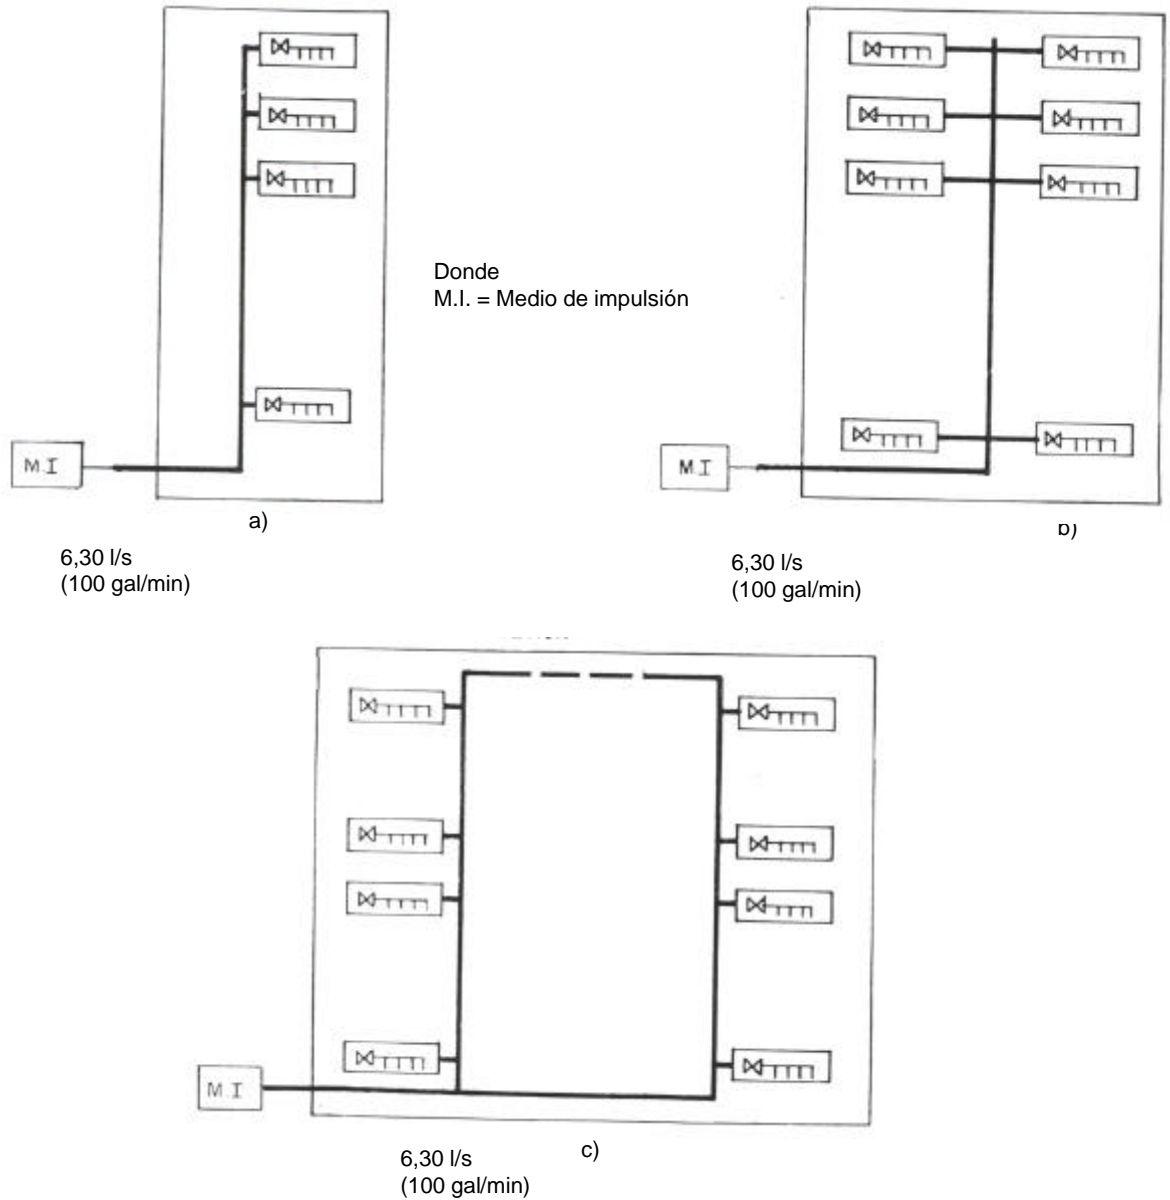 Donde
M.I. = Medio de impulsión
M.I
M.I
a)
b)
6,30 l/s
(100 gal/min)
6,30 l/s
(100 gal/min)
M.I
c)
6,30 l/s
(100 gal/min)